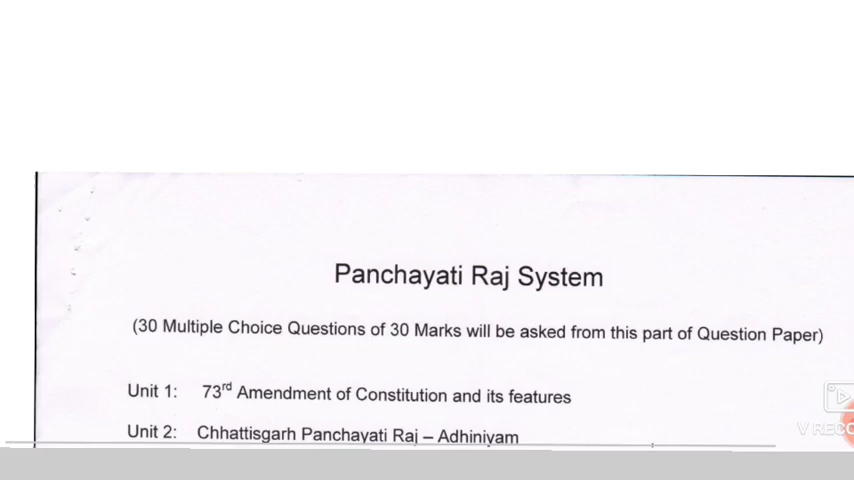 Panchayati Raj System
(30 Multiple Choice Questions of 30 Marks will be asked from this part of Question Paper)
Unit 1: 73rd Amendment of Constitution and its features
Unit 2: Chhattisgarh Panchayati Raj – Adhiniyam
V RECO